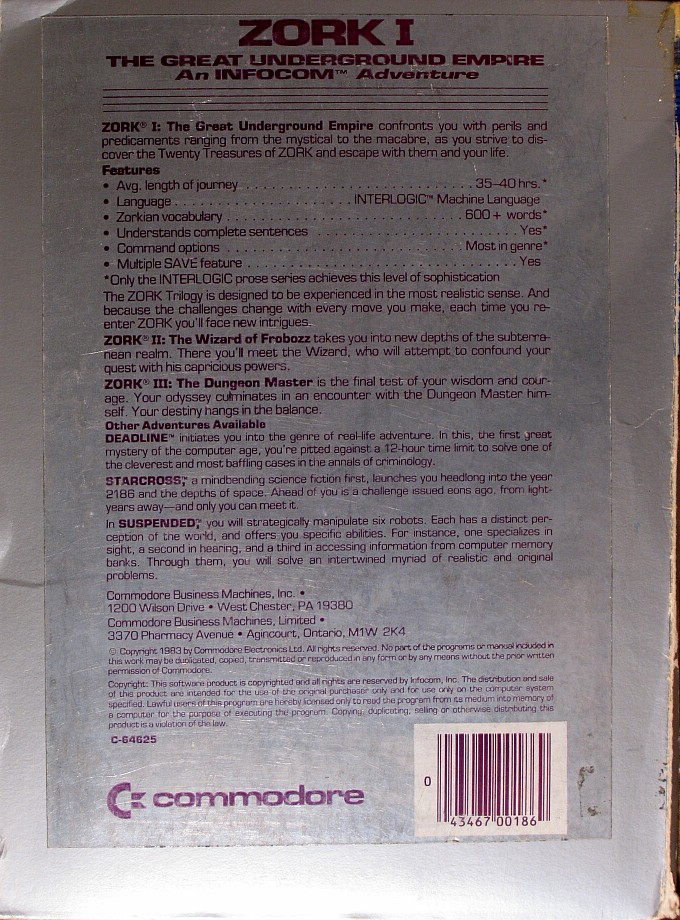 ZORK I
THE GREAT UNDERGROUND EMPIRE
An INFOCOM™ Adventure
ZORK® I: The Great Underground Empire confronts you with perils and
predicaments ranging from the mystical to the macabre, as you strive to dis-
cover the Twenty Treasures of ZORK and escape with them and your life.
Features
• Avg. length of journey . . . . . . . . . . . . . . . . . . . . . . . . . . . 35–40 hrs.*
• Language . . . . . . . . . . . . . . . . . . . . . INTERLOGIC™ Machine Language
• Zorkian vocabulary . . . . . . . . . . . . . . . . . . . . . . . . . . . . 600 + words*
• Understands complete sentences . . . . . . . . . . . . . . . . . . . . . . . . Yes*
• Command options . . . . . . . . . . . . . . . . . . . . . . . . . . . . Most in genre*
• Multiple SAVE feature . . . . . . . . . . . . . . . . . . . . . . . . . . . . . . . . Yes
*Only the INTERLOGIC prose series achieves this level of sophistication
The ZORK Trilogy is designed to be experienced in the most realistic sense. And
because the challenges change with every move you make, each time you re-
enter ZORK you'll face new intrigues.
ZORK® II: The Wizard of Frobozz takes you into new depths of the subterra-
nean realm. There you'll meet the Wizard, who will attempt to confound your
quest with his capricious powers.
ZORK® III: The Dungeon Master is the final test of your wisdom and cour-
age. Your odyssey culminates in an encounter with the Dungeon Master him-
self. Your destiny hangs in the balance.
Other Adventures Available
DEADLINE™ initiates you into the genre of real-life adventure. In this, the first great
mystery of the computer age, you're pitted against a 12-hour time limit to solve one of
the cleverest and most baffling cases in the annals of criminology.
STARCROSS,™ a mindbending science fiction first, launches you headlong into the year
2186 and the depths of space. Ahead of you is a challenge issued eons ago, from light-
years away—and only you can meet it.
In SUSPENDED,™ you will strategically manipulate six robots. Each has a distinct per-
ception of the world, and offers you specific abilities. For instance, one specializes in
sight, a second in hearing, and a third in accessing information from computer memory
banks. Through them, you will solve an intertwined myriad of realistic and original
problems.
Commodore Business Machines, Inc. •
1200 Wilson Drive • West Chester, PA 19380
Commodore Business Machines, Limited •
3370 Pharmacy Avenue • Agincourt, Ontario, M1W 2K4
© Copyright 1983 by Commodore Electronics Ltd. All rights reserved. No part of the programs or manual included in
this work may be duplicated, copied, transmitted or reproduced in any form or by any means without the prior written
permission of Commodore.
Copyright: This software product is copyrighted and all rights are reserved by Infocom, Inc. The distribution and sale
of this product are intended for the use of the original purchaser only and for use only on the computer system
specified. Lawful users of this program are hereby licensed only to read the program from its medium into memory of
a computer for the purpose of executing the program. Copying, duplicating, selling or otherwise distributing this
product is a violation of the law.
C-64625
commodore
0 43467 00186